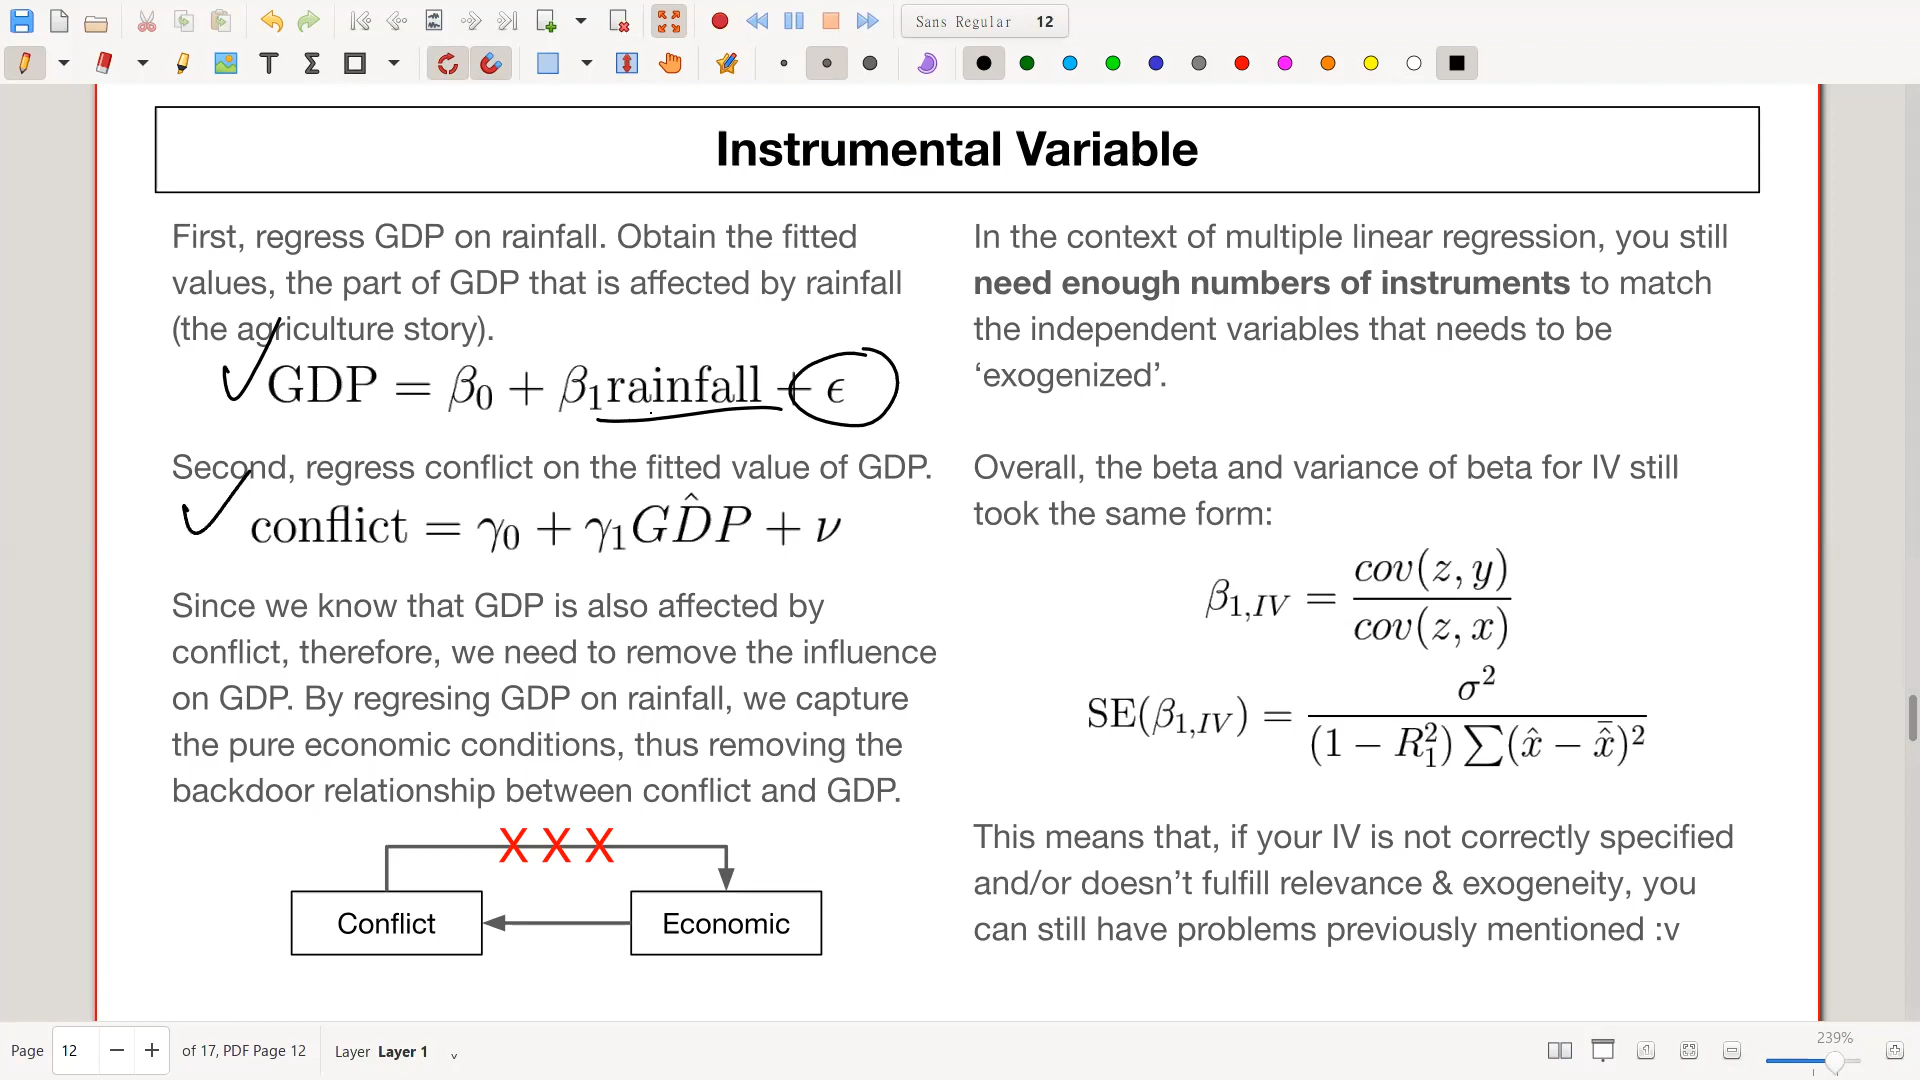 Sans Regular 12
Instrumental Variable
First, regress GDP on rainfall. Obtain the fitted
values, the part of GDP that is affected by rainfall
(the agriculture story).
GDP = β₀ + β₁rainfall + ϵ
Second, regress conflict on the fitted value of GDP.
conflict = γ₀ + γ₁GD̂P + ν
Since we know that GDP is also affected by
conflict, therefore, we need to remove the influence
on GDP. By regresing GDP on rainfall, we capture
the pure economic conditions, thus removing the
backdoor relationship between conflict and GDP.
X X X
Conflict
Economic
In the context of multiple linear regression, you still
need enough numbers of instruments to match
the independent variables that needs to be
‘exogenized’.
Overall, the beta and variance of beta for IV still
took the same form:
β₁,IV = cov(z, y) / cov(z, x)
SE(β₁,IV) = σ² / (1 − R₁²) ∑(x̂ − x̂̄)²
This means that, if your IV is not correctly specified
and/or doesn’t fulfill relevance & exogeneity, you
can still have problems previously mentioned :v
Page 12 of 17, PDF Page 12 Layer Layer 1
239%